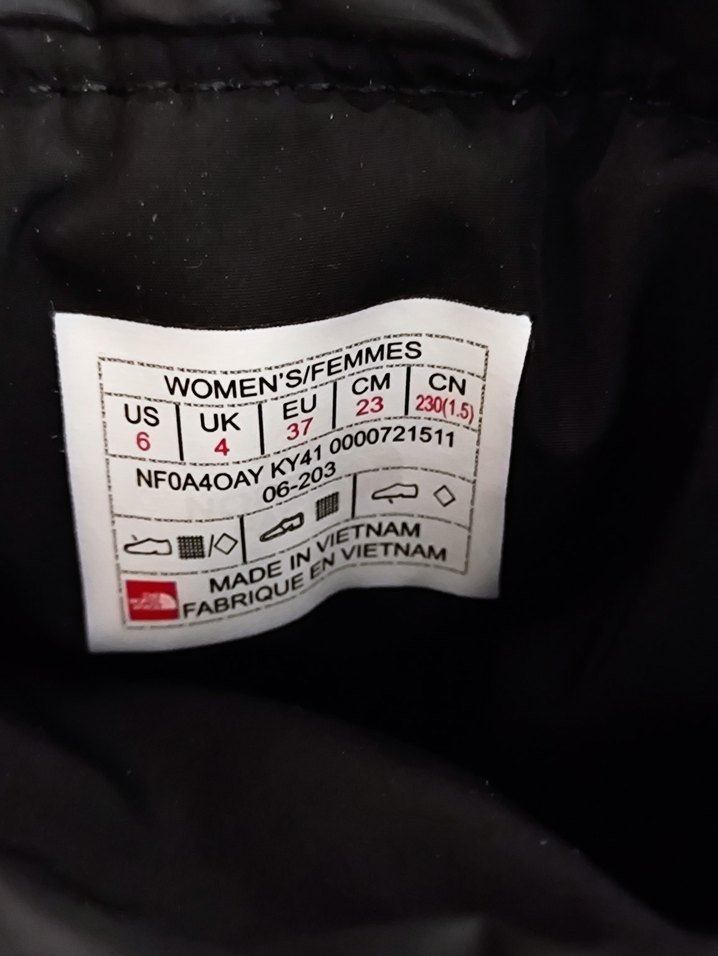 WOMEN'S/FEMMES
US UK EU CM CN
6 4 37 23 230(1.5)
NF0A4OAY KY41 0000721511
06-203
MADE IN VIETNAM
FABRIQUE EN VIETNAM